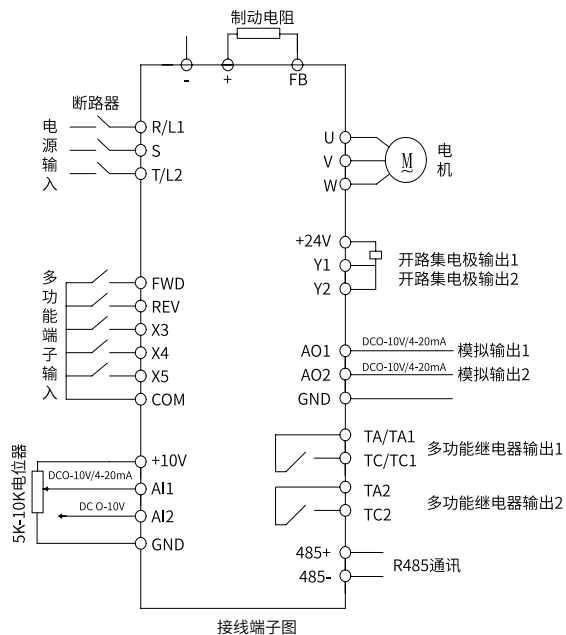 制动电阻
-
+
FB
断路器
电源输入
R/L1
S
T/L2
U
V
W
M
~
电机
+24V
Y1
Y2
开路集电极输出1
开路集电极输出2
多功能端子输入
FWD
REV
X3
X4
X5
COM
AO1
DCO-10V/4-20mA
模拟输出1
AO2
DCO-10V/4-20mA
模拟输出2
GND
TA/TA1
TC/TC1
多功能继电器输出1
TA2
TC2
多功能继电器输出2
5K-10K电位器
+10V
DCO-10V/4-20mA
AI1
DC O-10V
AI2
GND
485+
485-
R485通讯
接线端子图